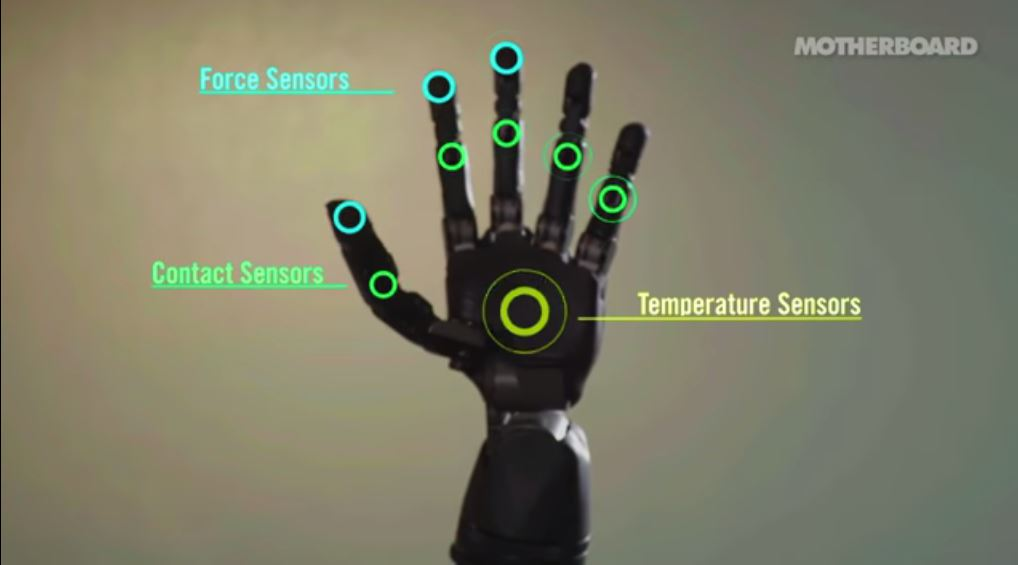 MOTHERBOARD
Force Sensors
Contact Sensors
Temperature Sensors